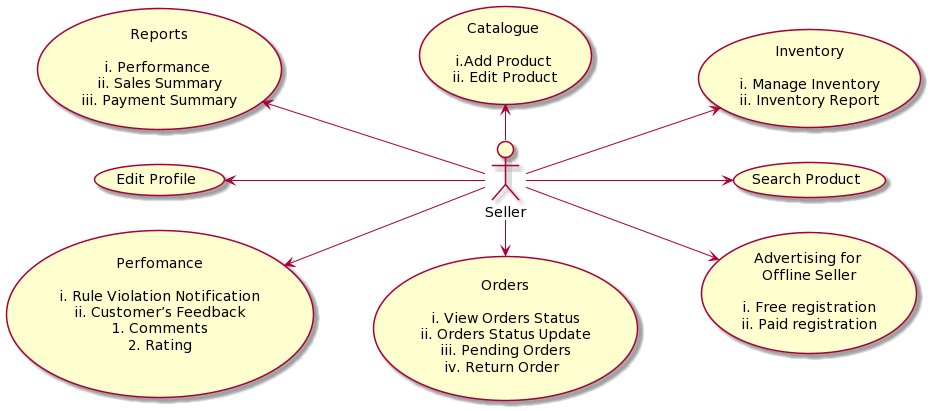 Reports
i. Performance
ii. Sales Summary
iii. Payment Summary
Catalogue
i.Add Product
ii. Edit Product
Inventory
i. Manage Inventory
ii. Inventory Report
Edit Profile
Seller
Search Product
Perfomance
i. Rule Violation Notification
ii. Customer’s Feedback
1. Comments
2. Rating
Orders
i. View Orders Status
ii. Orders Status Update
iii. Pending Orders
iv. Return Order
Advertising for
Offline Seller
i. Free registration
ii. Paid registration